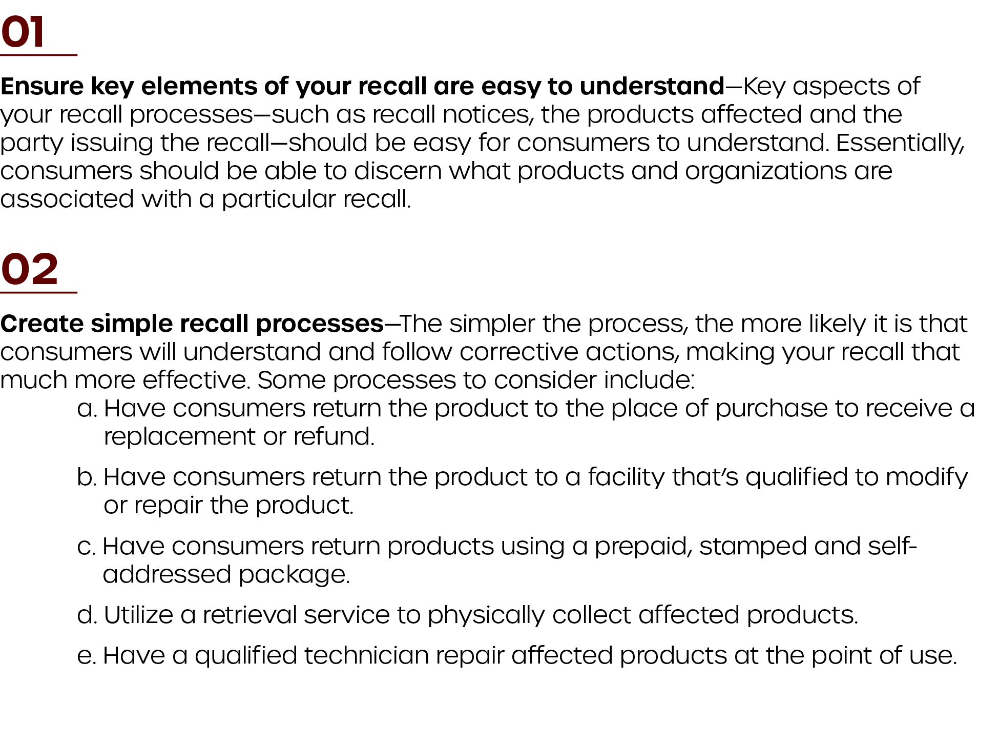 01
Ensure key elements of your recall are easy to understand—Key aspects of
your recall processes—such as recall notices, the products affected and the
party issuing the recall—should be easy for consumers to understand. Essentially,
consumers should be able to discern what products and organizations are
associated with a particular recall.
02
Create simple recall processes—The simpler the process, the more likely it is that
consumers will understand and follow corrective actions, making your recall that
much more effective. Some processes to consider include:
a. Have consumers return the product to the place of purchase to receive a
replacement or refund.
b. Have consumers return the product to a facility that’s qualified to modify
or repair the product.
c. Have consumers return products using a prepaid, stamped and self-
addressed package.
d. Utilize a retrieval service to physically collect affected products.
e. Have a qualified technician repair affected products at the point of use.